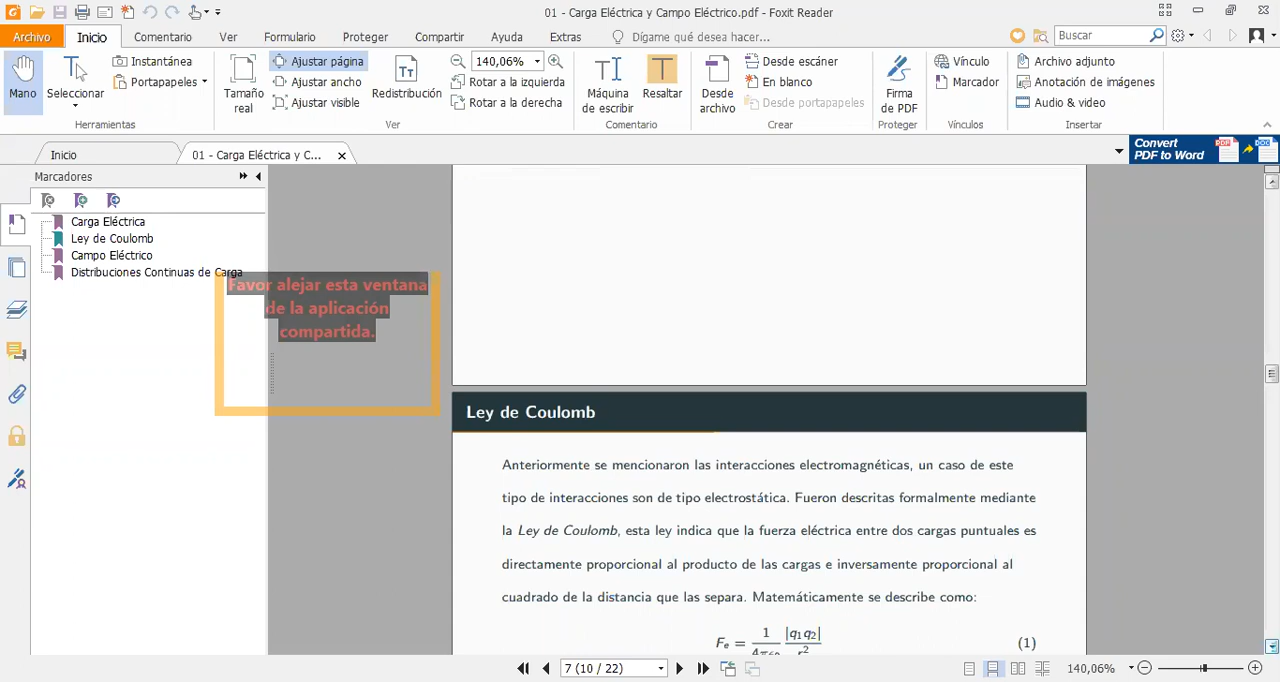 01 - Carga Eléctrica y Campo Eléctrico.pdf - Foxit Reader
Archivo Inicio Comentario Ver Formulario Proteger Compartir Ayuda Extras Dígame qué desea hacer... Buscar
Mano
Seleccionar
Instantánea
Portapapeles
Herramientas
Tamaño
real
Ajustar página
Ajustar ancho
Ajustar visible
Redistribución
140,06%
Rotar a la izquierda
Rotar a la derecha
Ver
Máquina
de escribir
Resaltar
Comentario
Desde
archivo
Desde escáner
En blanco
Desde portapapeles
Crear
Firma
de PDF
Proteger
Vínculo
Marcador
Vínculos
Archivo adjunto
Anotación de imágenes
Audio & video
Insertar
Inicio
01 - Carga Eléctrica y C...
Convert
PDF to Word
Marcadores
Carga Eléctrica
Ley de Coulomb
Campo Eléctrico
Distribuciones Continuas de Carga
Favor alejar esta ventana
de la aplicación
compartida.
Ley de Coulomb
Anteriormente se mencionaron las interacciones electromagnéticas, un caso de este
tipo de interacciones son de tipo electrostática. Fueron descritas formalmente mediante
la Ley de Coulomb, esta ley indica que la fuerza eléctrica entre dos cargas puntuales es
directamente proporcional al producto de las cargas e inversamente proporcional al
cuadrado de la distancia que las separa. Matemáticamente se describe como:
Fₑ = 1/4πε₀ |q₁q₂|/r² (1)
7 (10 / 22)
140,06%